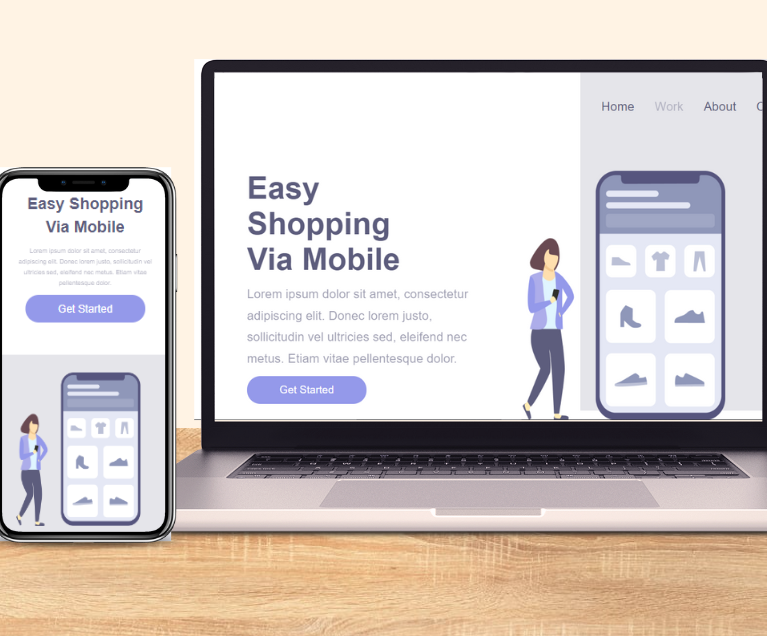 Easy Shopping
Via Mobile
Lorem ipsum dolor sit amet, consectetur
adipiscing elit. Donec lorem justo, sollicitudin vel
ultricies sed, eleifend nec metus. Etiam vitae
pellentesque dolor.
Get Started
Home Work About
Easy
Shopping
Via Mobile
Lorem ipsum dolor sit amet, consectetur
adipiscing elit. Donec lorem justo,
sollicitudin vel ultricies sed, eleifend nec
metus. Etiam vitae pellentesque dolor.
Get Started